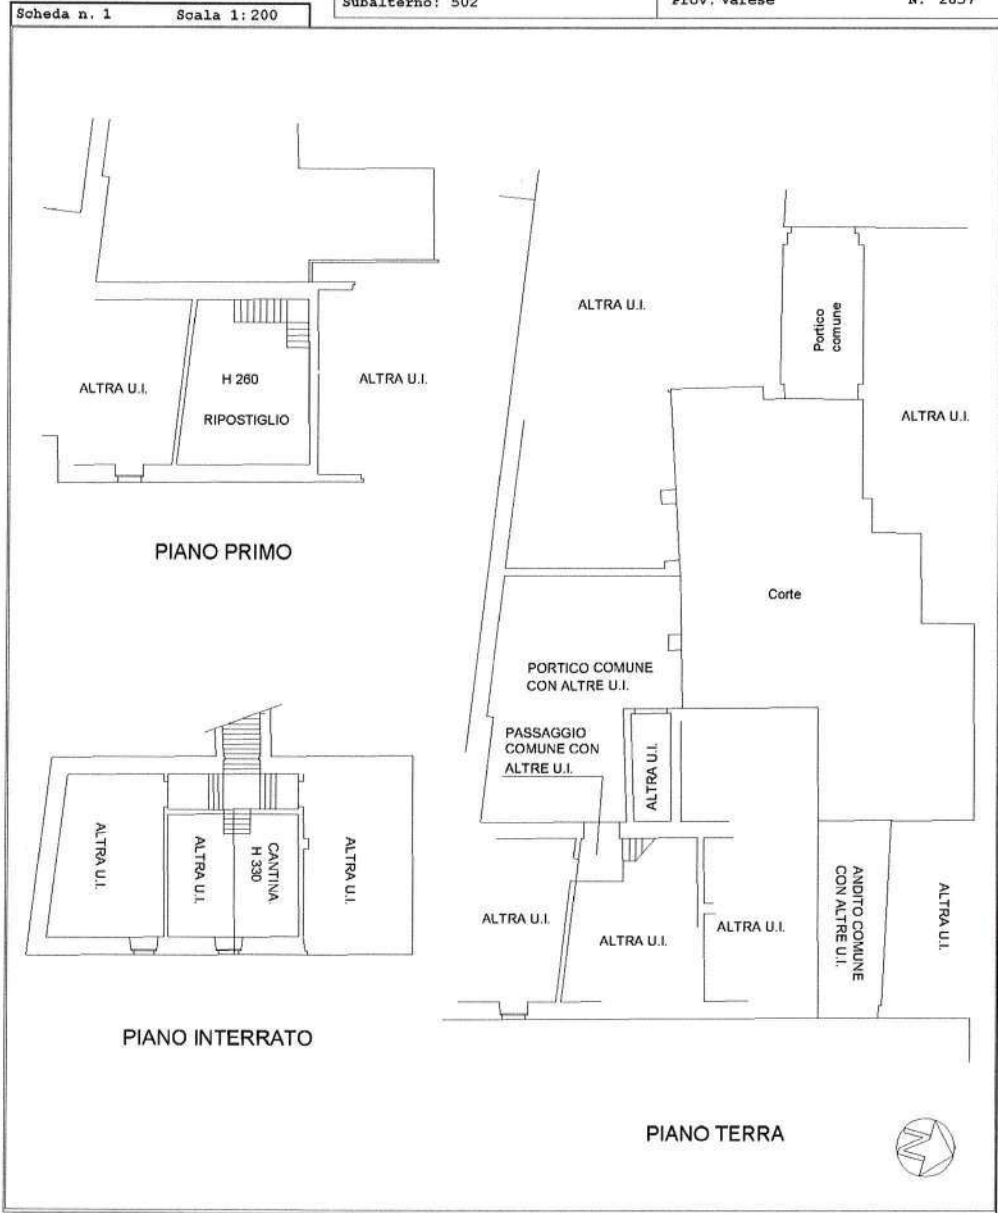 Scheda n. 1
Scala 1:200
Subalterno: 502
Prov. Varese
ALTRA U.I.
H 260
RIPOSTIGLIO
ALTRA U.I.
PIANO PRIMO
ALTRA U.I.
Portico
comune
ALTRA U.I.
Corte
PORTICO COMUNE
CON ALTRE U.I.
PASSAGGIO
COMUNE CON
ALTRE U.I.
ALTRA U.I.
ALTRA U.I.
ALTRA U.I.
CANTINA
H 330
ALTRA U.I.
PIANO INTERRATO
ALTRA U.I.
ALTRA U.I.
ALTRA U.I.
ANDITO COMUNE
CON ALTRE U.I.
ALTRA U.I.
PIANO TERRA
N